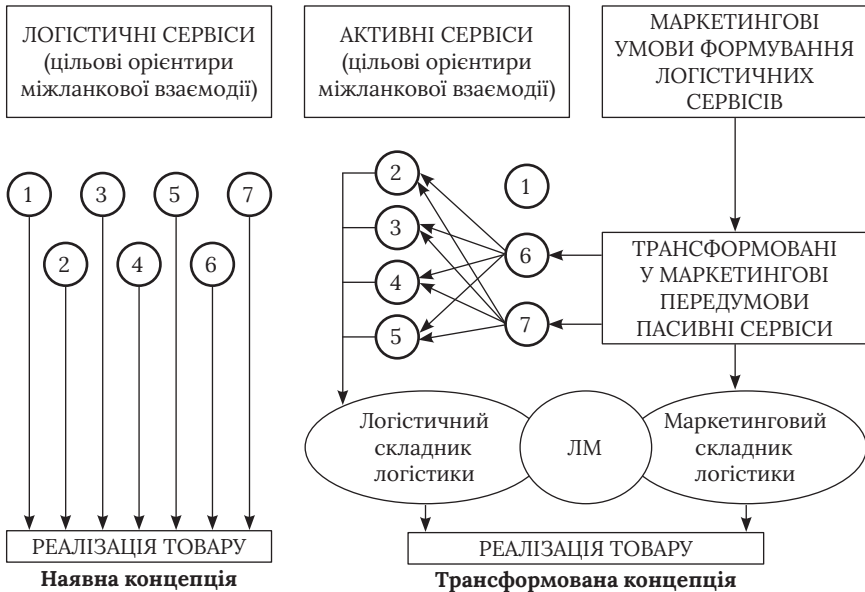 ЛОГІСТИЧНІ СЕРВІСИ
(цільові орієнтири
міжланкової взаємодії)
АКТИВНІ СЕРВІСИ
(цільові орієнтири
міжланкової взаємодії)
МАРКЕТИНГОВІ
УМОВИ ФОРМУВАННЯ
ЛОГІСТИЧНИХ
СЕРВІСІВ
1
3
5
7
2
4
6
2
3
4
5
1
6
7
ТРАНСФОРМОВАНІ
У МАРКЕТИНГОВІ
ПЕРЕДУМОВИ
ПАСИВНІ СЕРВІСИ
Логістичний
складник
логістики
ЛМ
Маркетинговий
складник
логістики
РЕАЛІЗАЦІЯ ТОВАРУ
Наявна концепція
РЕАЛІЗАЦІЯ ТОВАРУ
Трансформована концепція